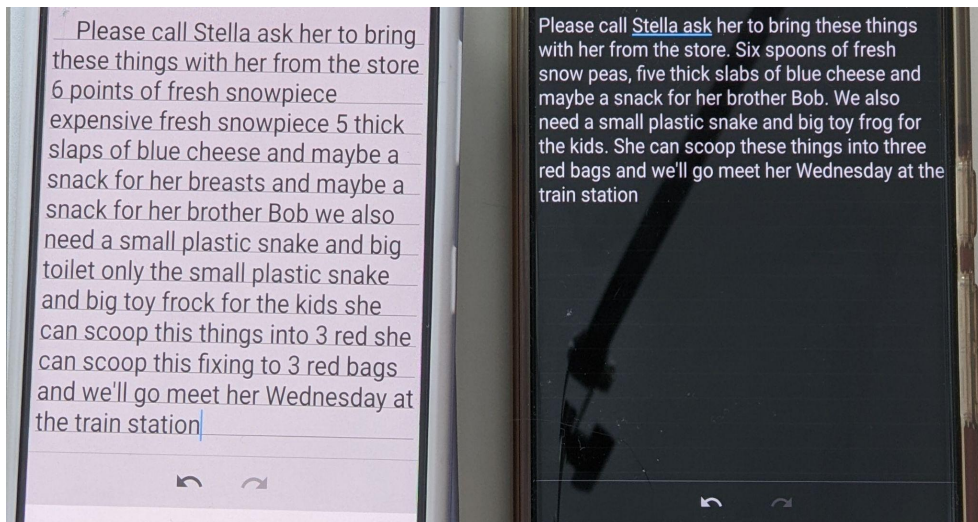 Please call Stella ask her to bring
these things with her from the store
6 points of fresh snowpiece
expensive fresh snowpiece 5 thick
slaps of blue cheese and maybe a
snack for her breasts and maybe a
snack for her brother Bob we also
need a small plastic snake and big
toilet only the small plastic snake
and big toy frock for the kids she
can scoop this things into 3 red she
can scoop this fixing to 3 red bags
and we'll go meet her Wednesday at
the train station
Please call Stella ask her to bring these things
with her from the store. Six spoons of fresh
snow peas, five thick slabs of blue cheese and
maybe a snack for her brother Bob. We also
need a small plastic snake and big toy frog for
the kids. She can scoop these things into three
red bags and we'll go meet her Wednesday at the
train station